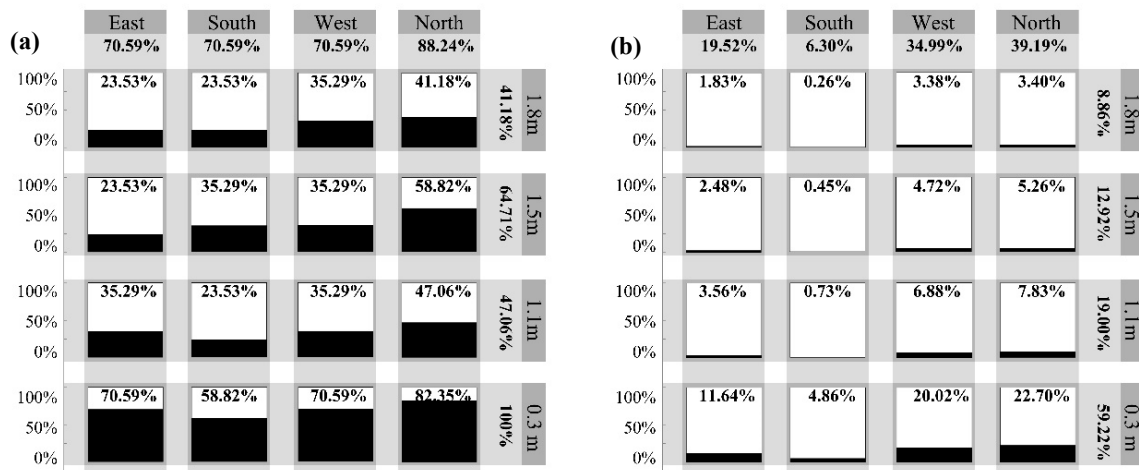 (a)
East South West North
70.59% 70.59% 70.59% 88.24%
100% 23.53% 23.53% 35.29% 41.18% 41.18% 1.8m
50%
0%
100% 23.53% 35.29% 35.29% 58.82% 64.71% 1.5m
50%
0%
100% 35.29% 23.53% 35.29% 47.06% 47.06% 1.1m
50%
0%
100% 70.59% 58.82% 70.59% 82.35% 100% 0.3 m
50%
0%
(b)
East South West North
19.52% 6.30% 34.99% 39.19%
100% 1.83% 0.26% 3.38% 3.40% 8.86% 1.8m
50%
0%
100% 2.48% 0.45% 4.72% 5.26% 12.92% 1.5m
50%
0%
100% 3.56% 0.73% 6.88% 7.83% 19.00% 1.1m
50%
0%
100% 11.64% 4.86% 20.02% 22.70% 59.22% 0.3 m
50%
0%